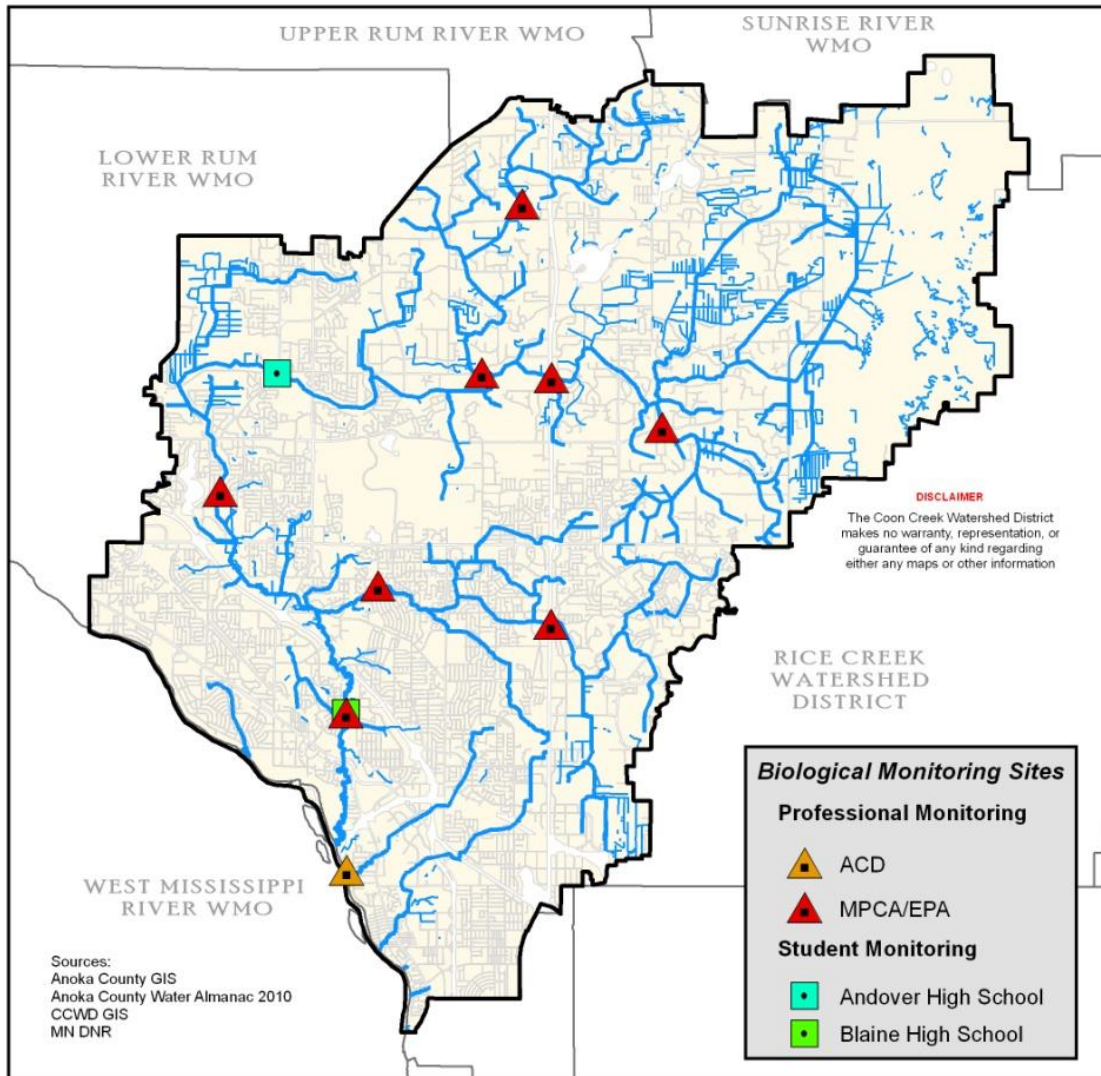 UPPER RUM RIVER WMO
SUNRISE RIVER
WMO
LOWER RUM
RIVER WMO
DISCLAIMER
The Coon Creek Watershed District
makes no warranty, representation, or
guarantee of any kind regarding
either any maps or other information
RICE CREEK
WATERSHED
DISTRICT
WEST MISSISSIPPI
RIVER WMO
Sources:
Anoka County GIS
Anoka County Water Almanac 2010
CCWD GIS
MN DNR
Biological Monitoring Sites
Professional Monitoring
ACD
MPCA/EPA
Student Monitoring
Andover High School
Blaine High School